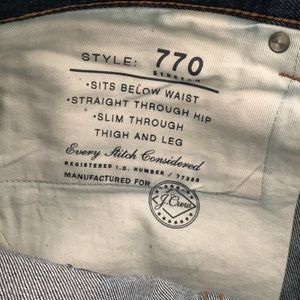 STYLE: 770
STRETCH
•SITS BELOW WAIST
•STRAIGHT THROUGH HIP
•SLIM THROUGH
THIGH AND LEG
Every Stitch Considered
REGISTERED I.D. NUMBER / 77388
MANUFACTURED FOR
J.Crew